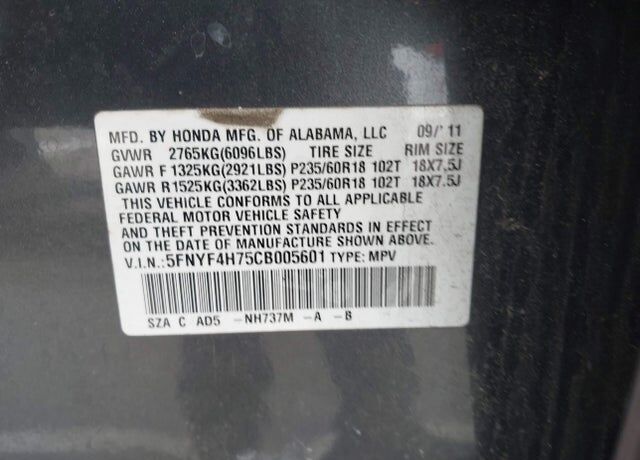 MFD. BY HONDA MFG. OF ALABAMA, LLC 09/'11
GVWR 2765KG(6096LBS) TIRE SIZE RIM SIZE
GAWR F 1325KG(2921LBS) P235/60R18 102T 18X7.5J
GAWR R 1525KG(3362LBS) P235/60R18 102T 18X7.5J
THIS VEHICLE CONFORMS TO ALL APPLICABLE
FEDERAL MOTOR VEHICLE SAFETY
AND THEFT PREVENTION STANDARDS IN EFFECT
ON THE DATE OF MANUFACTURE SHOWN ABOVE.
V.I.N.:5FNYF4H75CB005601 TYPE: MPV
SZA C AD5 -NH737M -A -B